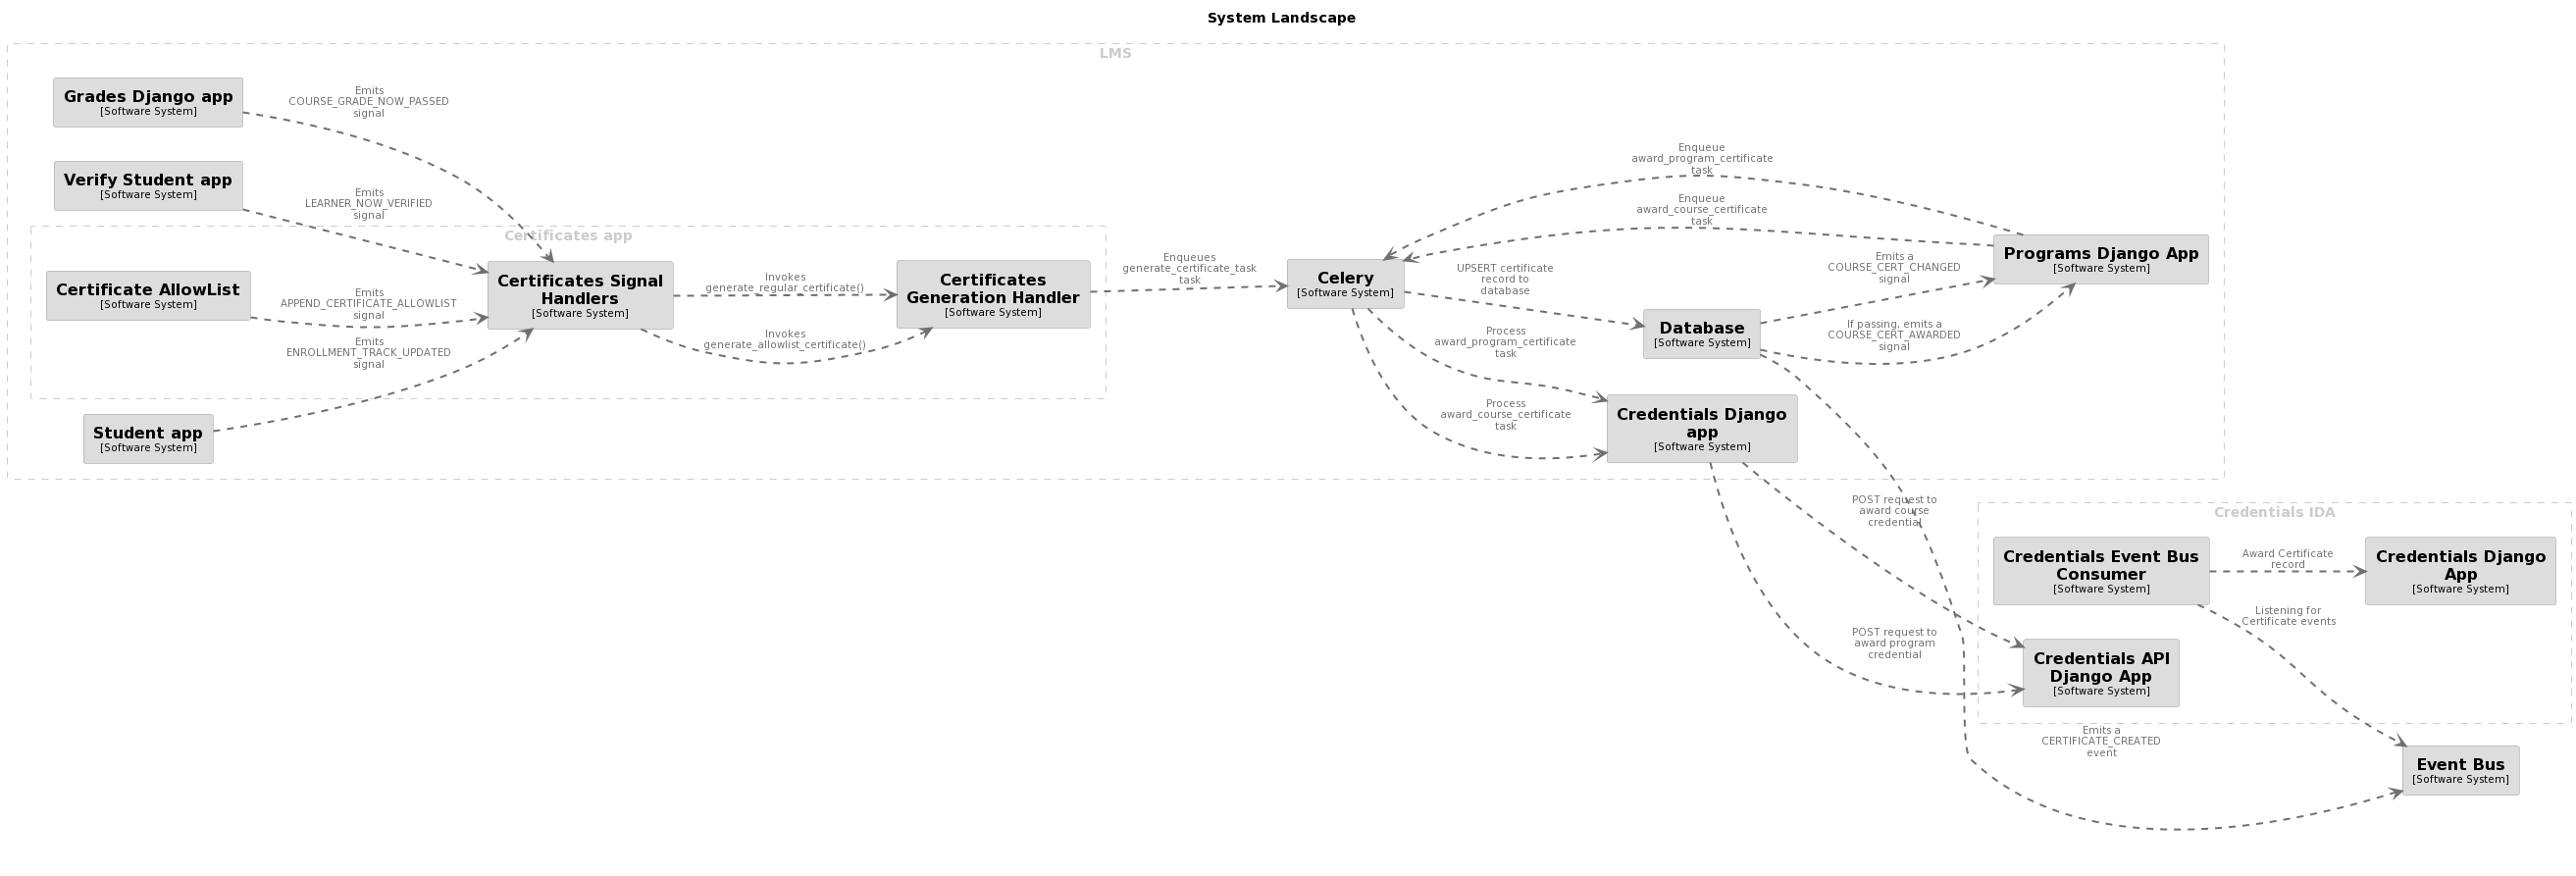 System Landscape
LMS
Grades Django app
[Software System]
Emits
COURSE_GRADE_NOW_PASSED
signal
Verify Student app
[Software System]
Emits
LEARNER_NOW_VERIFIED
signal
Certificates app
Certificate AllowList
[Software System]
Emits
APPEND_CERTIFICATE_ALLOWLIST
signal
Emits
ENROLLMENT_TRACK_UPDATED
signal
Student app
[Software System]
Certificates Signal
Handlers
[Software System]
Invokes
generate_regular_certificate()
Invokes
generate_allowlist_certificate()
Certificates
Generation Handler
[Software System]
Enqueues
generate_certificate_task
task
Celery
[Software System]
Enqueue
award_program_certificate
task
Enqueue
award_course_certificate
task
UPSERT certificate
record to
database
Process
award_program_certificate
task
Process
award_course_certificate
task
Database
[Software System]
Credentials Django
app
[Software System]
Emits a
COURSE_CERT_CHANGED
signal
If passing, emits a
COURSE_CERT_AWARDED
signal
Programs Django App
[Software System]
POST request to
award course
credential
POST request to
award program
credential
Credentials IDA
Credentials Event Bus
Consumer
[Software System]
Award Certificate
record
Credentials Django
App
[Software System]
Listening for
Certificate events
Credentials API
Django App
[Software System]
Emits a
CERTIFICATE_CREATED
event
Event Bus
[Software System]